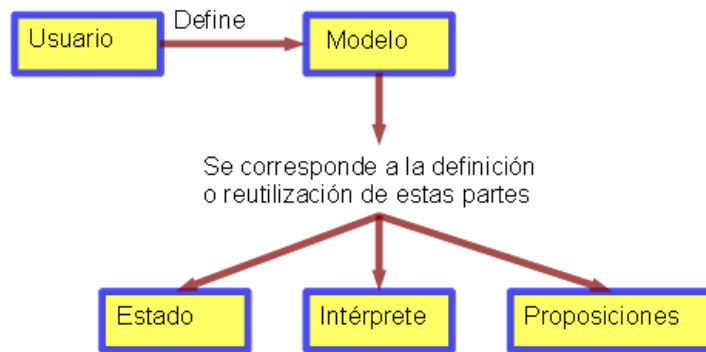 Usuario
Define
Modelo
Se corresponde a la definición
o reutilización de estas partes
Estado
Intérprete
Proposiciones